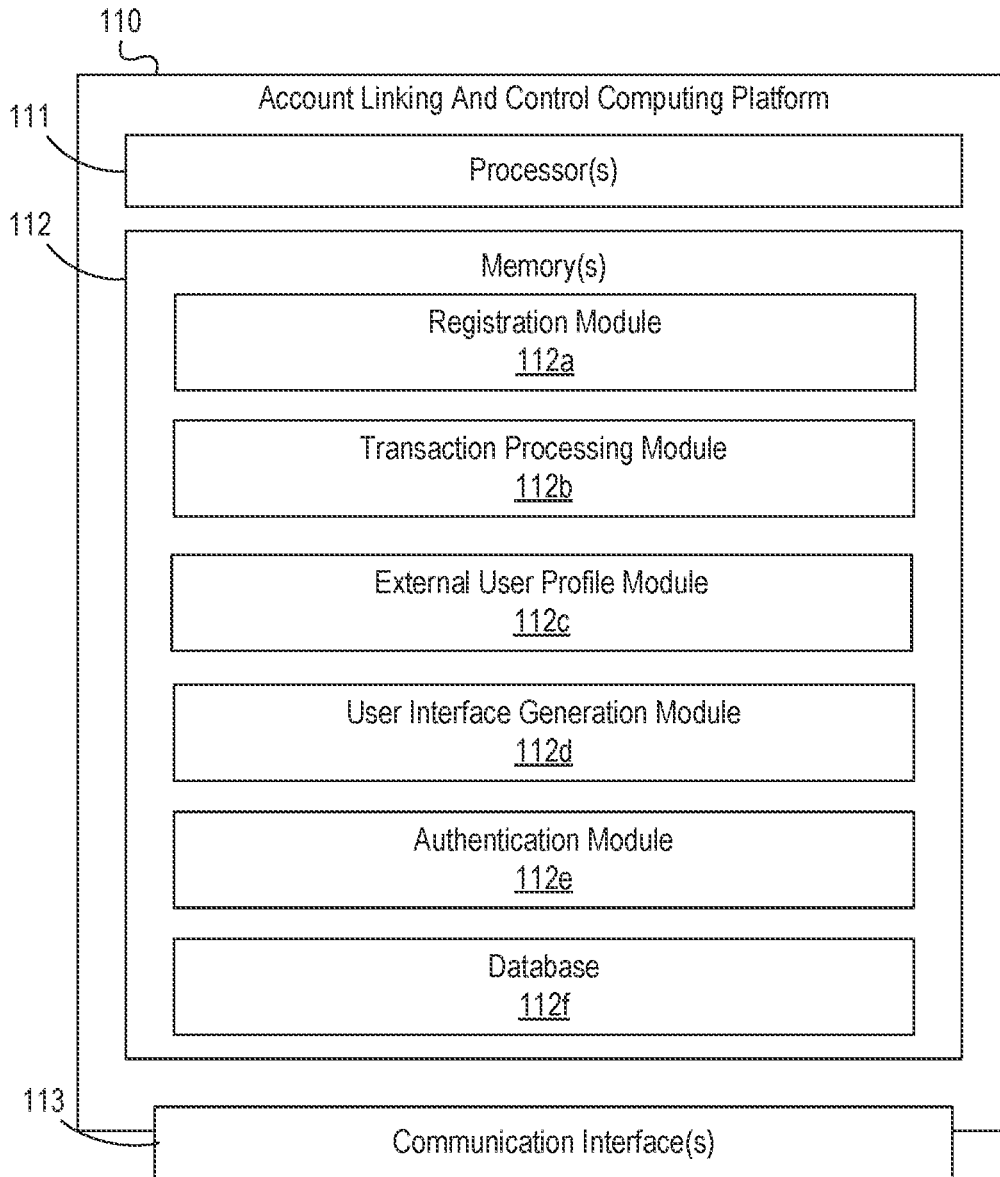 110
Account Linking And Control Computing Platform
111
Processor(s)
112
Memory(s)
Registration Module
112a
Transaction Processing Module
112b
External User Profile Module
112c
User Interface Generation Module
112d
Authentication Module
112e
Database
112f
113
Communication Interface(s)